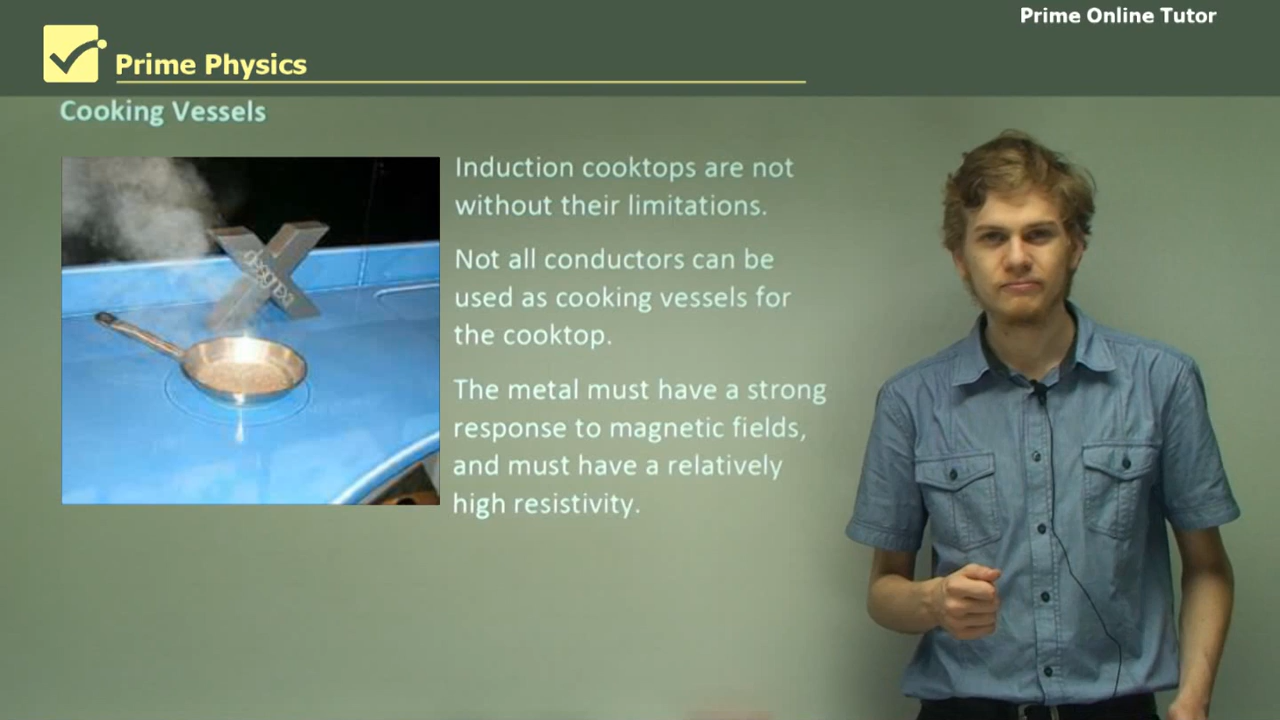 Prime Online Tutor
Prime Physics
Cooking Vessels
Induction cooktops are not
without their limitations.
Not all conductors can be
used as cooking vessels for
the cooktop.
The metal must have a strong
response to magnetic fields,
and must have a relatively
high resistivity.